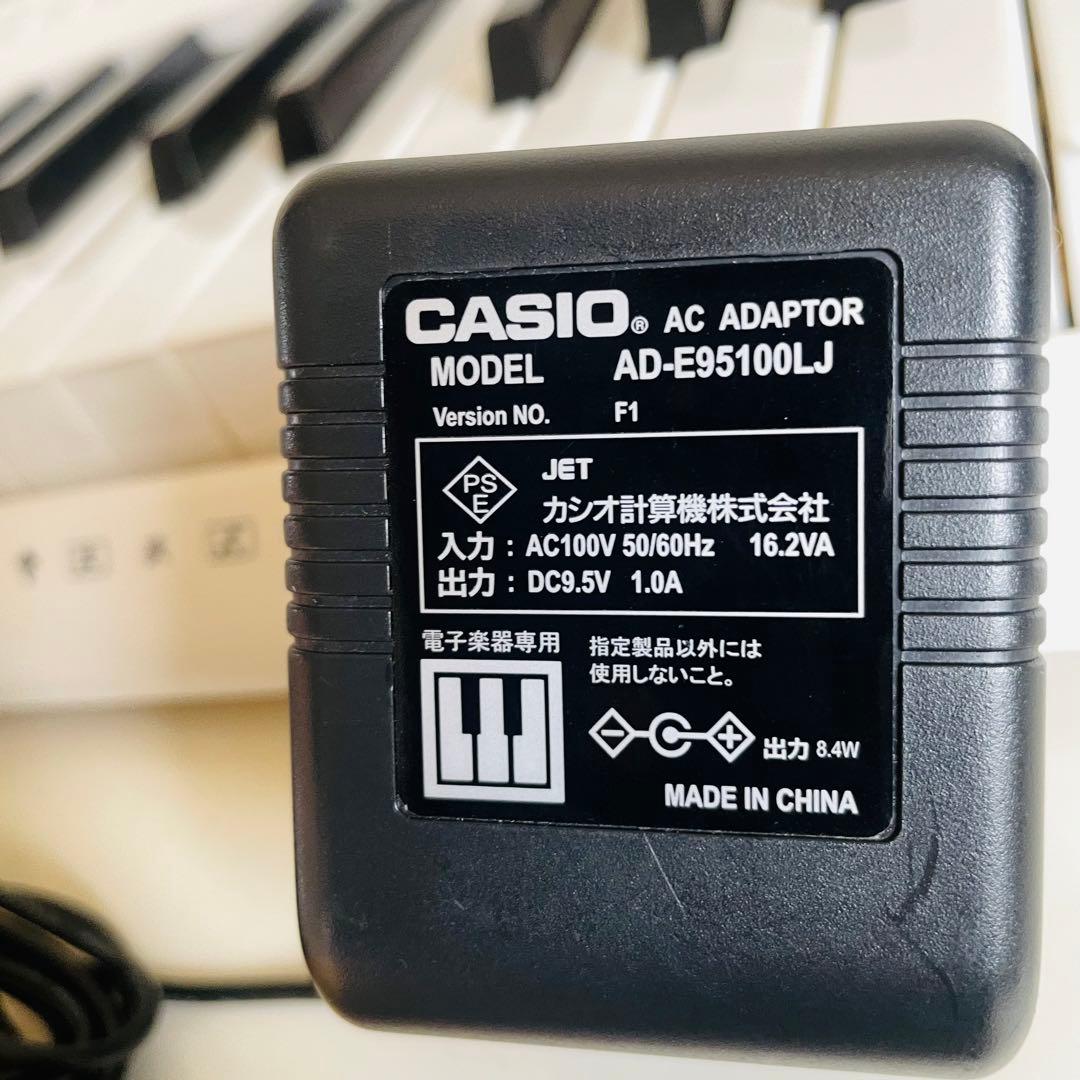 CASIO® AC ADAPTOR
MODEL AD-E95100LJ
Version NO. F1
PS
E
JET
カシオ計算機株式会社
入力 : AC100V 50/60Hz 16.2VA
出力 : DC9.5V 1.0A
電子楽器専用
指定製品以外には
使用しないこと。
出力 8.4W
MADE IN CHINA